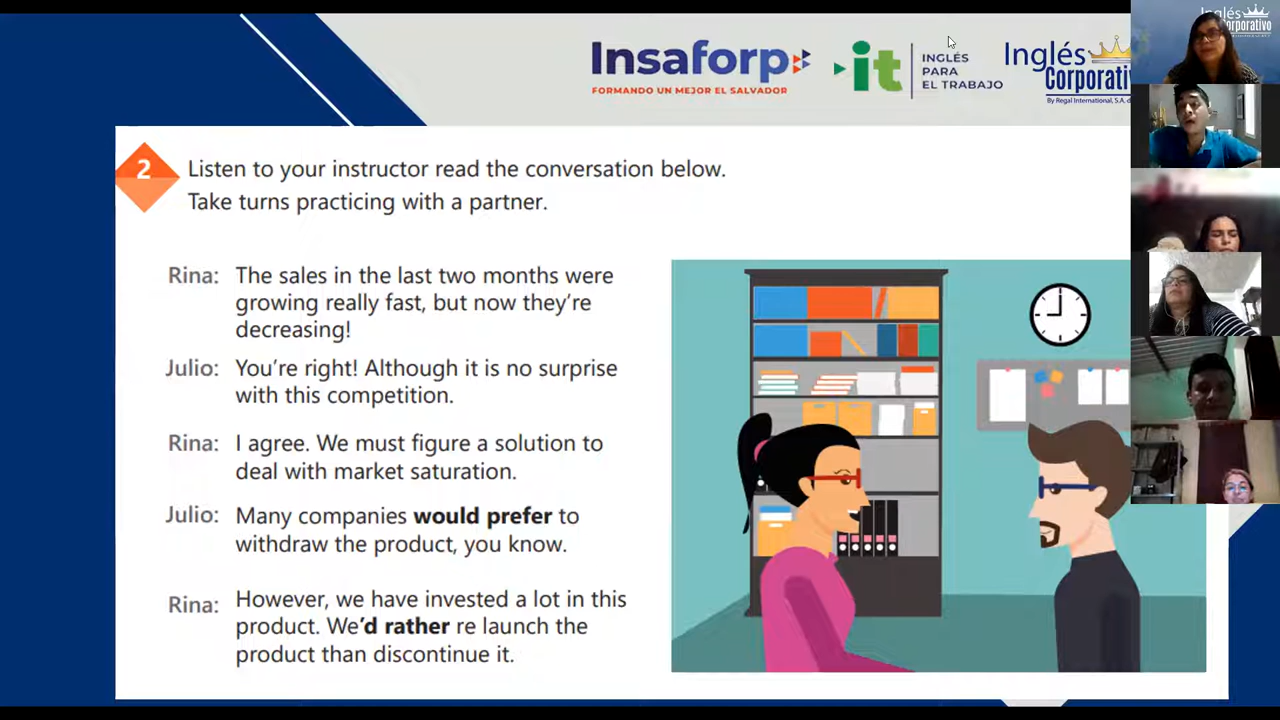 Insaforp
FORMANDO UN MEJOR EL SALVADOR
it
INGLÉS
PARA
EL TRABAJO
Inglés
Corporativ
By Regal International, S.A. d
Inglés
orporativo
2
Listen to your instructor read the conversation below.
Take turns practicing with a partner.
Rina: The sales in the last two months were
growing really fast, but now they're
decreasing!
Julio: You're right! Although it is no surprise
with this competition.
Rina: I agree. We must figure a solution to
deal with market saturation.
Julio: Many companies would prefer to
withdraw the product, you know.
Rina: However, we have invested a lot in this
product. We'd rather re launch the
product than discontinue it.